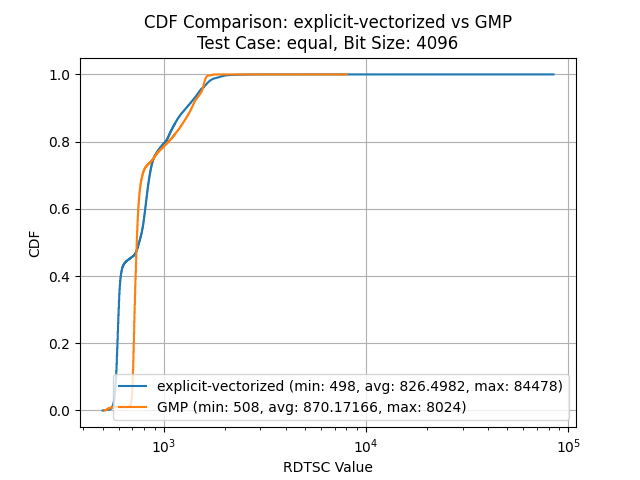 CDF Comparison: explicit-vectorized vs GMP
Test Case: equal, Bit Size: 4096
1.0
0.8
0.6
0.4
0.2
0.0
CDF
explicit-vectorized (min: 498, avg: 826.4982, max: 84478)
GMP (min: 508, avg: 870.17166, max: 8024)
10³ 10⁴ 10⁵
RDTSC Value